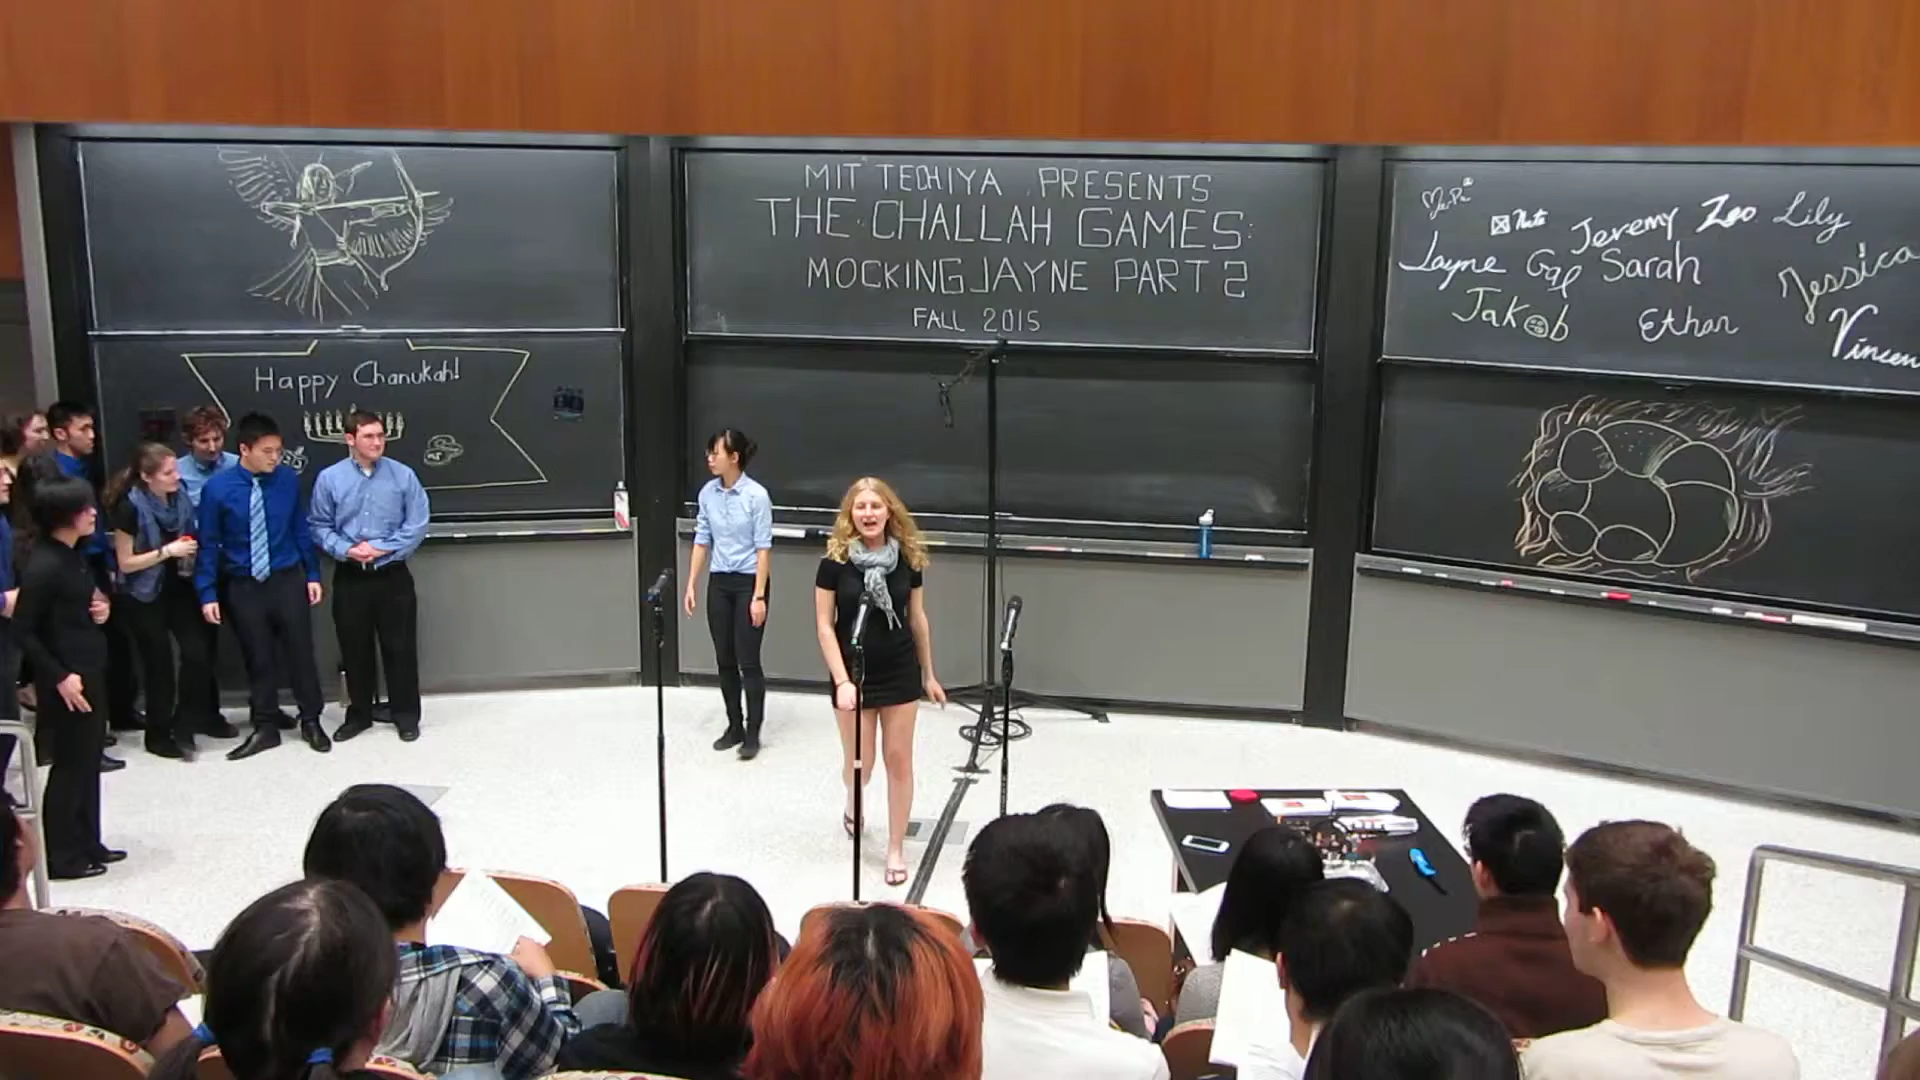 MIT TECHIYA PRESENTS
THE CHALLAH GAMES:
MOCKINGJAYNE PART 2
FALL 2015
Happy Chanukah!
Nate Jeremy Lily
Jayne Sarah Jessica
Jakob Ethan